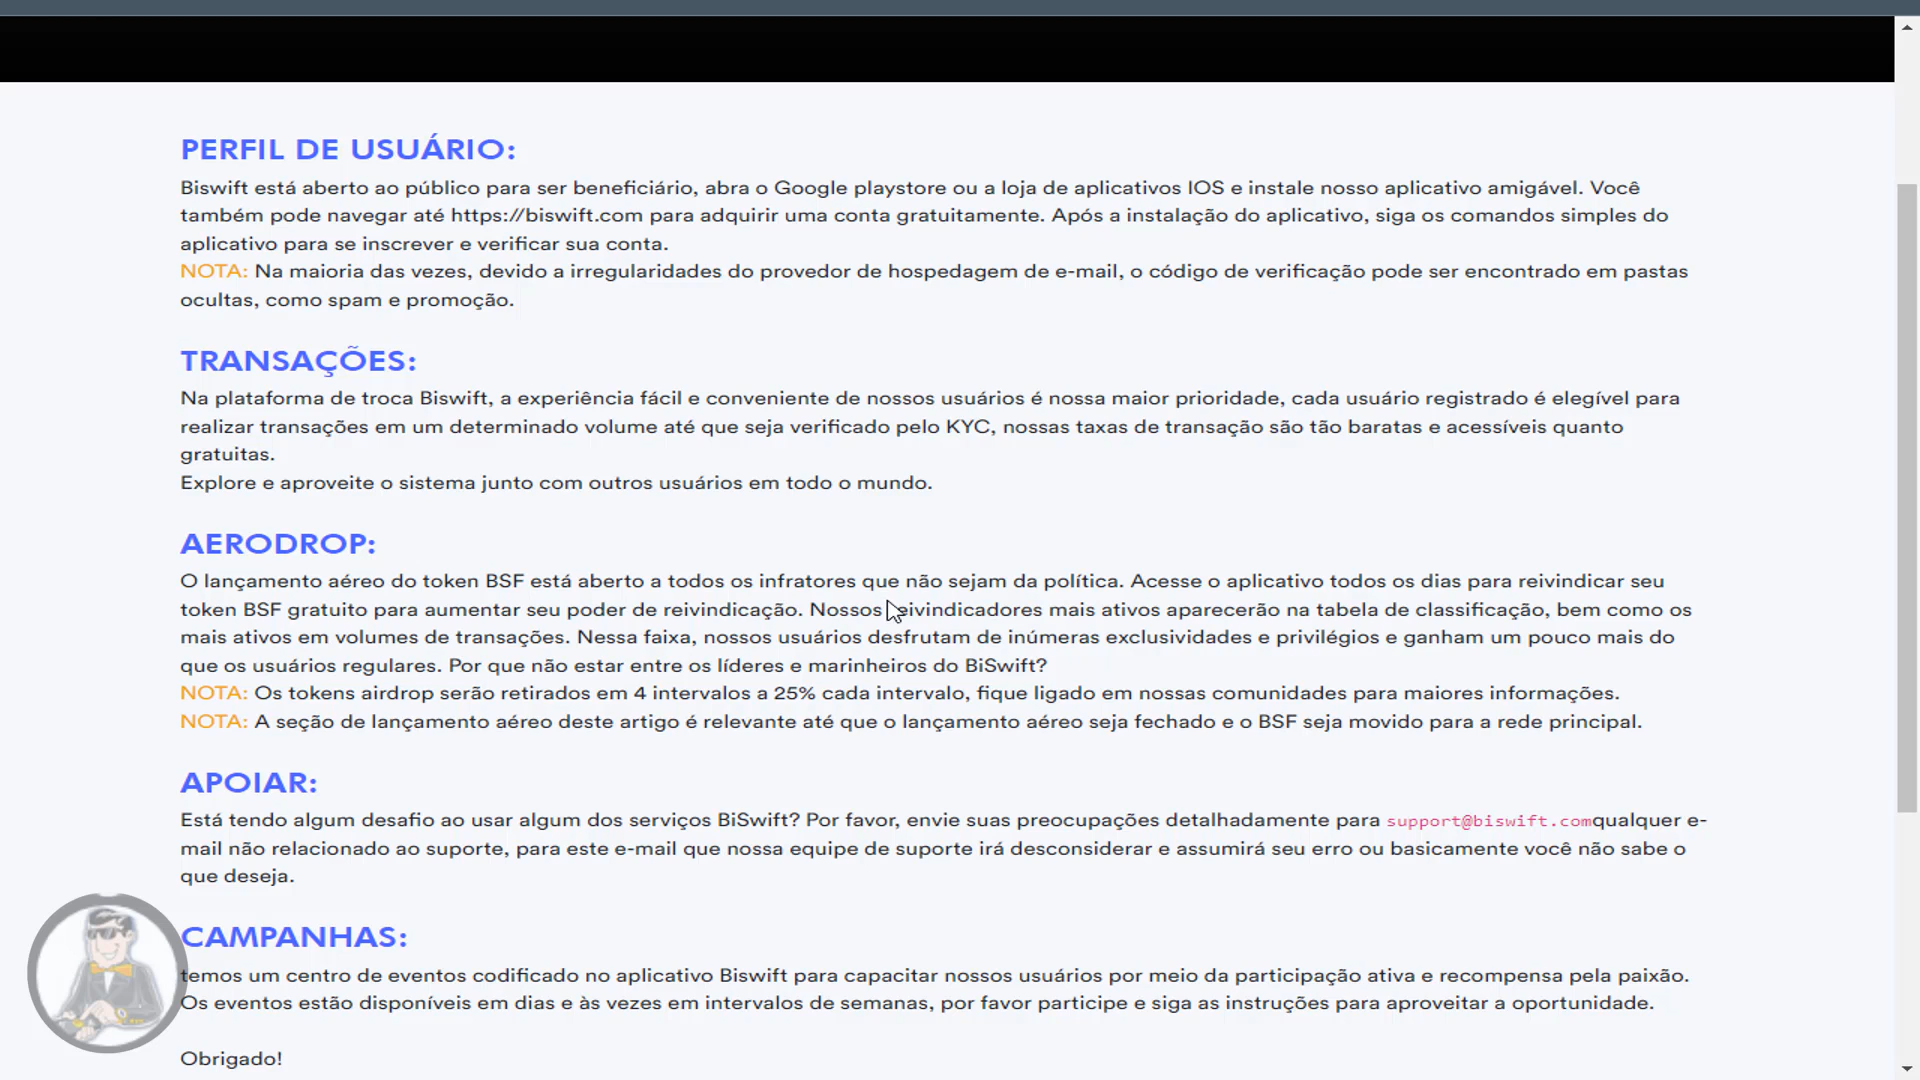 PERFIL DE USUÁRIO:
Biswift está aberto ao público para ser beneficiário, abra o Google playstore ou a loja de aplicativos IOS e instale nosso aplicativo amigável. Você
também pode navegar até https://biswift.com para adquirir uma conta gratuitamente. Após a instalação do aplicativo, siga os comandos simples do
aplicativo para se inscrever e verificar sua conta.
NOTA: Na maioria das vezes, devido a irregularidades do provedor de hospedagem de e-mail, o código de verificação pode ser encontrado em pastas
ocultas, como spam e promoção.
TRANSAÇÕES:
Na plataforma de troca Biswift, a experiência fácil e conveniente de nossos usuários é nossa maior prioridade, cada usuário registrado é elegível para
realizar transações em um determinado volume até que seja verificado pelo KYC, nossas taxas de transação são tão baratas e acessíveis quanto
gratuitas.
Explore e aproveite o sistema junto com outros usuários em todo o mundo.
AERODROP:
O lançamento aéreo do token BSF está aberto a todos os infratores que não sejam da política. Acesse o aplicativo todos os dias para reivindicar seu
token BSF gratuito para aumentar seu poder de reivindicação. Nossos reivindicadores mais ativos aparecerão na tabela de classificação, bem como os
mais ativos em volumes de transações. Nessa faixa, nossos usuários desfrutam de inúmeras exclusividades e privilégios e ganham um pouco mais do
que os usuários regulares. Por que não estar entre os líderes e marinheiros do BiSwift?
NOTA: Os tokens airdrop serão retirados em 4 intervalos a 25% cada intervalo, fique ligado em nossas comunidades para maiores informações.
NOTA: A seção de lançamento aéreo deste artigo é relevante até que o lançamento aéreo seja fechado e o BSF seja movido para a rede principal.
APOIAR:
Está tendo algum desafio ao usar algum dos serviços BiSwift? Por favor, envie suas preocupações detalhadamente para support@biswift.comqualquer e-
mail não relacionado ao suporte, para este e-mail que nossa equipe de suporte irá desconsiderar e assumirá seu erro ou basicamente você não sabe o
que deseja.
CAMPANHAS:
temos um centro de eventos codificado no aplicativo Biswift para capacitar nossos usuários por meio da participação ativa e recompensa pela paixão.
Os eventos estão disponíveis em dias e às vezes em intervalos de semanas, por favor participe e siga as instruções para aproveitar a oportunidade.
Obrigado!